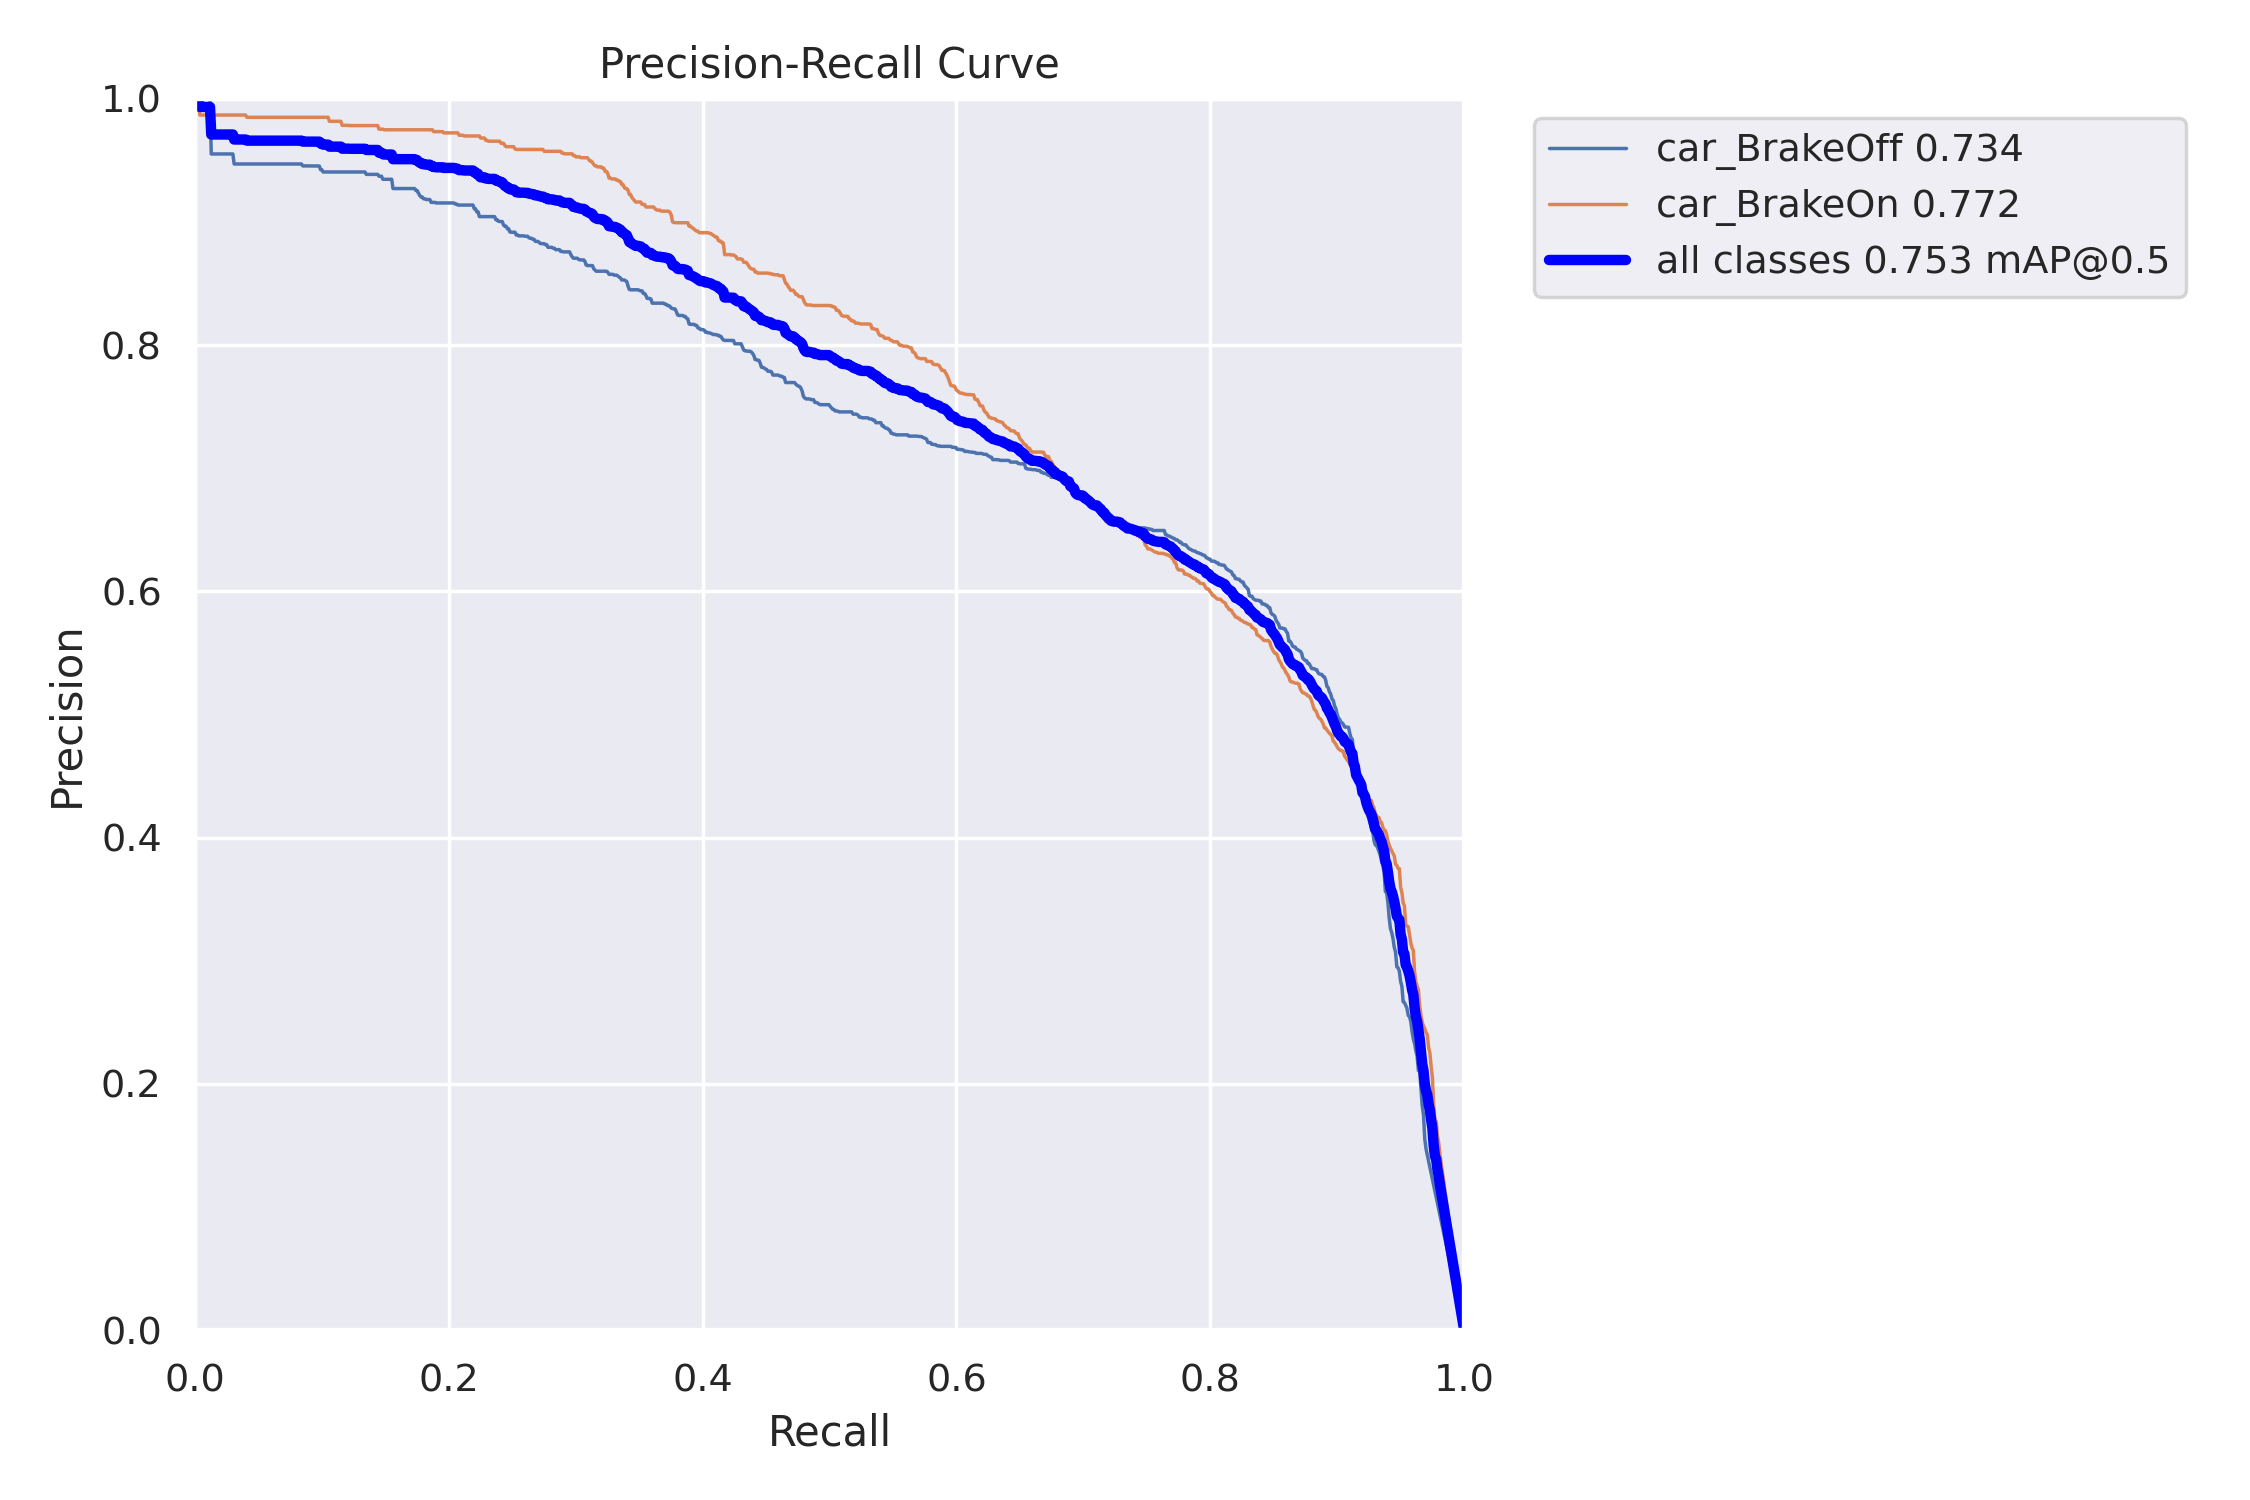 Precision-Recall Curve
car_BrakeOff 0.734
car_BrakeOn 0.772
all classes 0.753 mAP@0.5
Precision
1.0
0.8
0.6
0.4
0.2
0.0
0.0 0.2 0.4 0.6 0.8 1.0
Recall